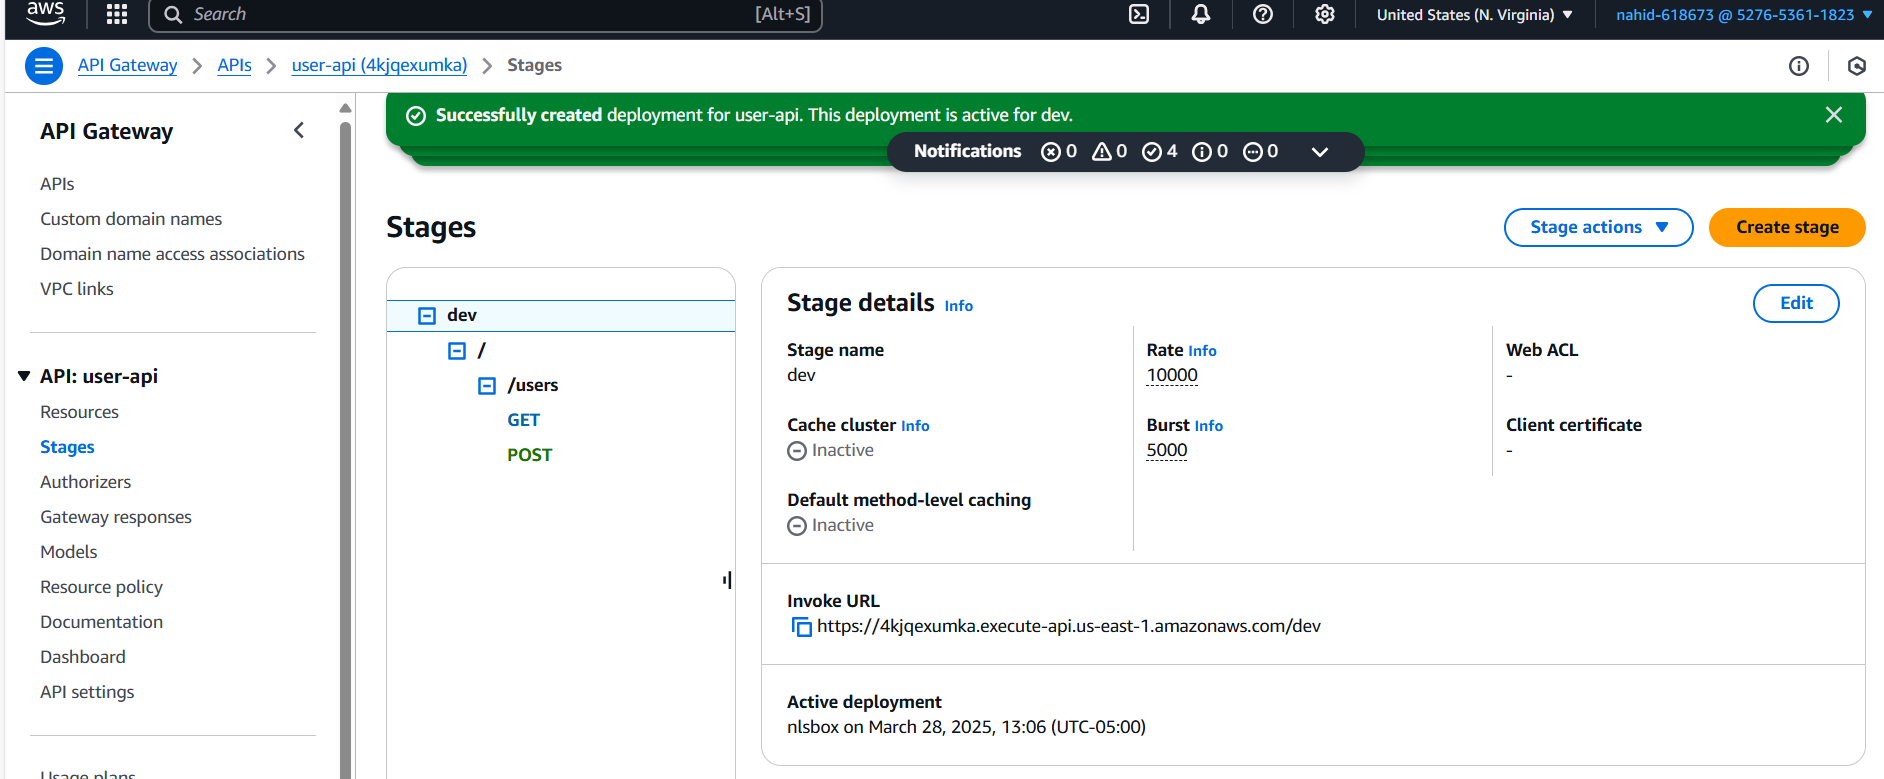 aws
Search
[Alt+S]
United States (N. Virginia)
nahid-618673 @ 5276-5361-1823
API Gateway
APIs
user-api (4kjqexumka)
Stages
API Gateway
APIs
Custom domain names
Domain name access associations
VPC links
API: user-api
Resources
Stages
Authorizers
Gateway responses
Models
Resource policy
Documentation
Dashboard
API settings
Usage plans
Successfully created deployment for user-api. This deployment is active for dev.
Notifications 0 0 4 0 0
Stages
Stage actions
Create stage
dev
/
/users
GET
POST
Stage details Info
Edit
Stage name
dev
Rate Info
10000
Web ACL
-
Cache cluster Info
Inactive
Burst Info
5000
Client certificate
-
Default method-level caching
Inactive
Invoke URL
https://4kjqexumka.execute-api.us-east-1.amazonaws.com/dev
Active deployment
nlsbox on March 28, 2025, 13:06 (UTC-05:00)